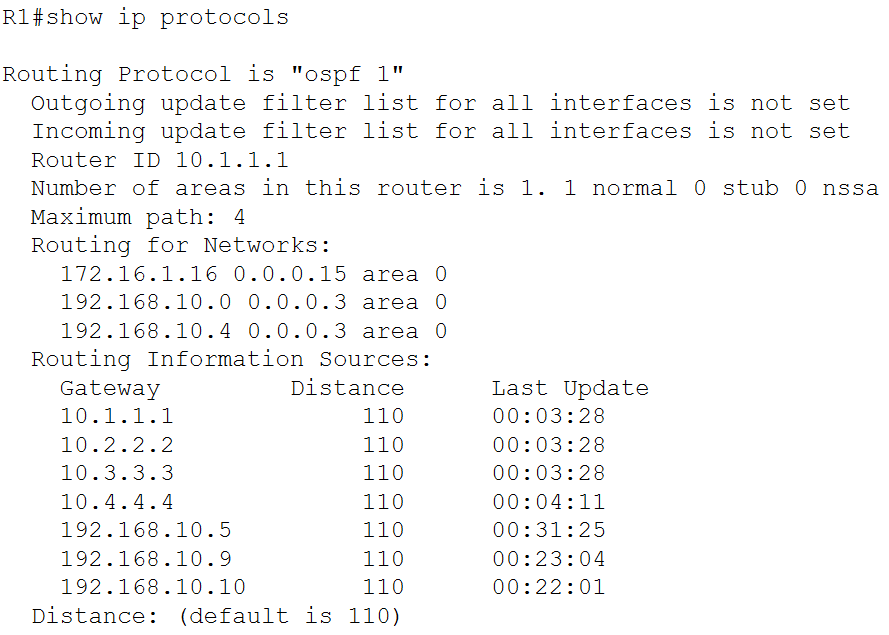 R1#show ip protocols
Routing Protocol is "ospf 1"
Outgoing update filter list for all interfaces is not set
Incoming update filter list for all interfaces is not set
Router ID 10.1.1.1
Number of areas in this router is 1. 1 normal 0 stub 0 nssa
Maximum path: 4
Routing for Networks:
172.16.1.16 0.0.0.15 area 0
192.168.10.0 0.0.0.3 area 0
192.168.10.4 0.0.0.3 area 0
Routing Information Sources:
Gateway Distance Last Update
10.1.1.1 110 00:03:28
10.2.2.2 110 00:03:28
10.3.3.3 110 00:03:28
10.4.4.4 110 00:04:11
192.168.10.5 110 00:31:25
192.168.10.9 110 00:23:04
192.168.10.10 110 00:22:01
Distance: (default is 110)